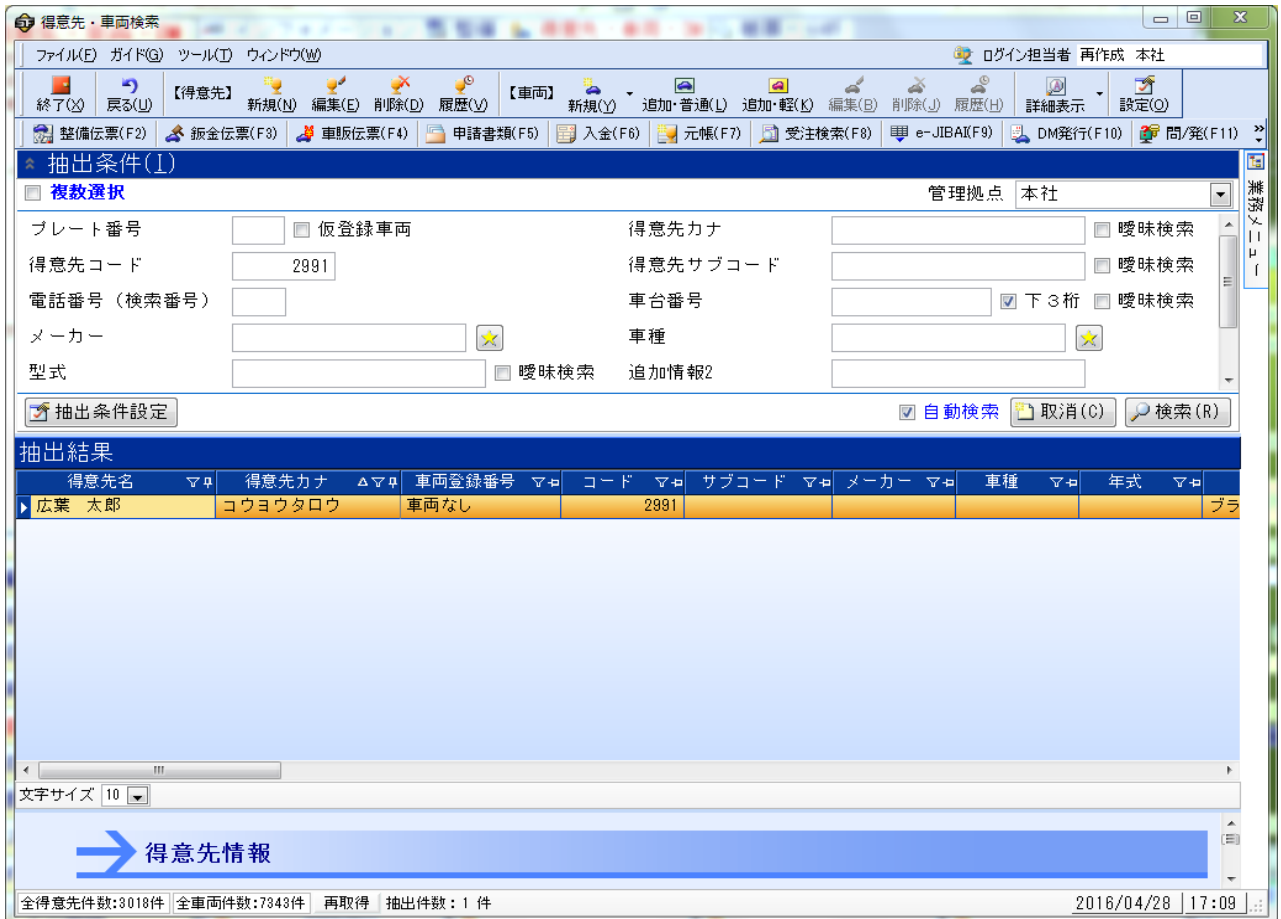 得意先・車両検索
ファイル(F) ガイド(G) ツール(T) ウィンドウ(W) ログイン担当者 再作成 本社
終了(X) 戻る(U) 【得意先】 新規(N) 編集(E) 削除(D) 履歴(V) 【車両】 新規(Y) 追加・普通(L) 追加・軽(K) 編集(B) 削除(J) 履歴(H) 詳細表示 設定(O)
整備伝票(F2) 鈑金伝票(F3) 車販伝票(F4) 申請書類(F5) 入金(F6) 元帳(F7) 受注検索(F8) e-JIBAI(F9) DM発行(F10) 問/発(F11)
抽出条件(I)
業務メニュー
複数選択 管理拠点 本社
プレート番号 仮登録車両 得意先カナ 曖昧検索
得意先コード 2991 得意先サブコード 曖昧検索
電話番号（検索番号） 車台番号 下３桁 曖昧検索
メーカー 車種
型式 曖昧検索 追加情報2
抽出条件設定 自動検索 取消(C) 検索(R)
抽出結果
得意先名 得意先カナ 車両登録番号 コード サブコード メーカー 車種 年式
広葉　太郎 コウヨウタロウ 車両なし 2991 ブラ
文字サイズ 10
得意先情報
全得意先件数:3018件 全車両件数:7343件 再取得 抽出件数：1 件 2016/04/28 17:09